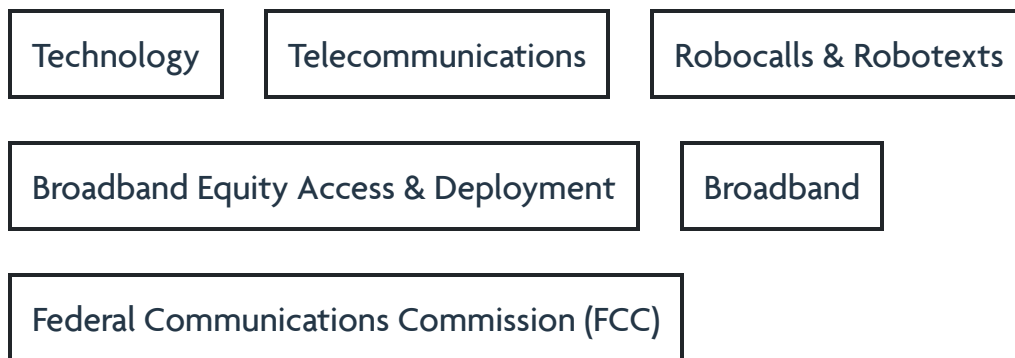 Technology Telecommunications Robocalls & Robotexts
Broadband Equity Access & Deployment Broadband
Federal Communications Commission (FCC)